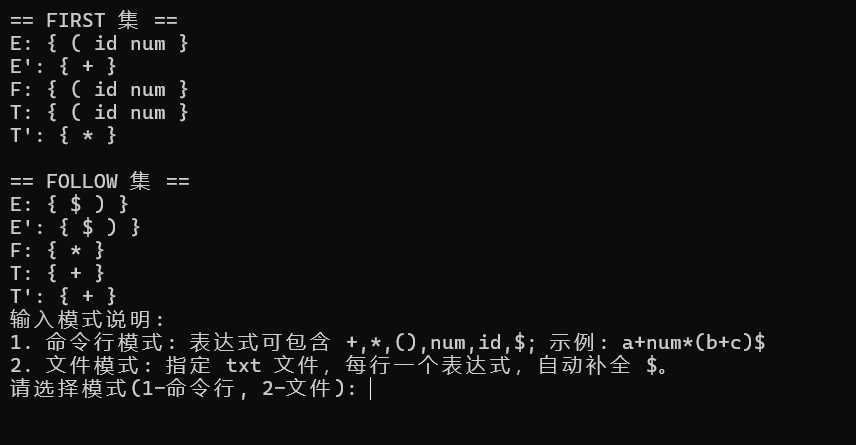 == FIRST 集 ==
E: { ( id num }
E': { + }
F: { ( id num }
T: { ( id num }
T': { * }
== FOLLOW 集 ==
E: { $ ) }
E': { $ ) }
F: { * }
T: { + }
T': { + }
输入模式说明:
1. 命令行模式: 表达式可包含 +,*,(),num,id,$; 示例: a+num*(b+c)$
2. 文件模式: 指定 txt 文件, 每行一个表达式, 自动补全 $。
请选择模式(1-命令行, 2-文件):